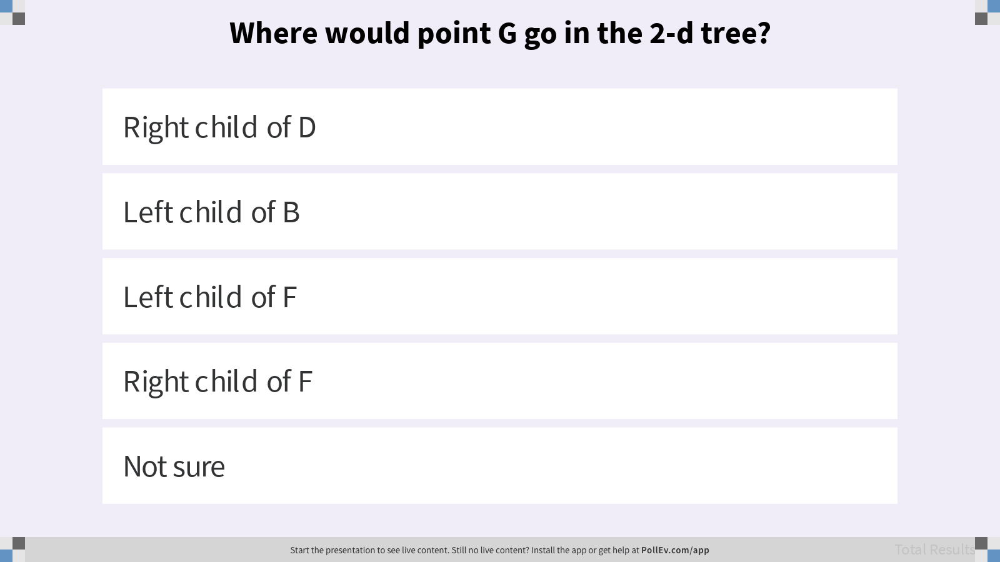 Where would point G go in the 2-d tree?
Right child of D
Left child of B
Left child of F
Right child of F
Not sure
Start the presentation to see live content. Still no live content? Install the app or get help at PollEv.com/app
Total Results